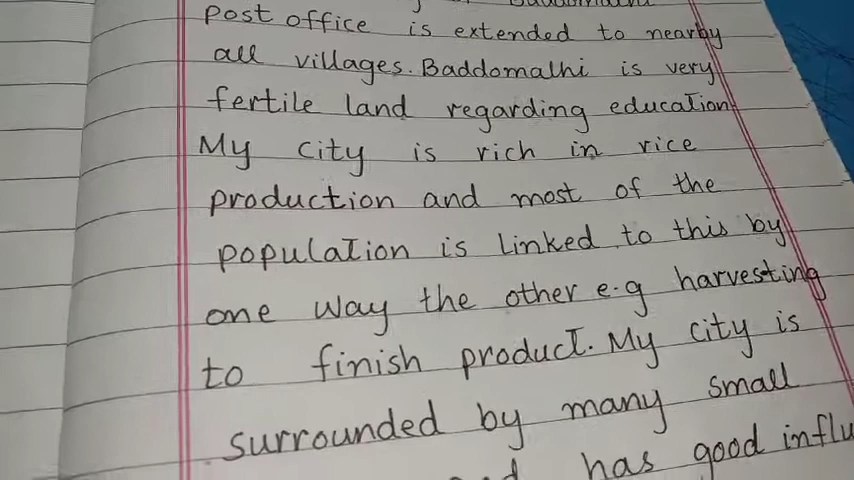 post office is extended to nearby
all villages. Baddomalhi is very
fertile land regarding education
My city is rich in rice
production and most of the
population is linked to this by
one way the other e.g harvesting
to finish product. My city is
surrounded by many small
has good influ